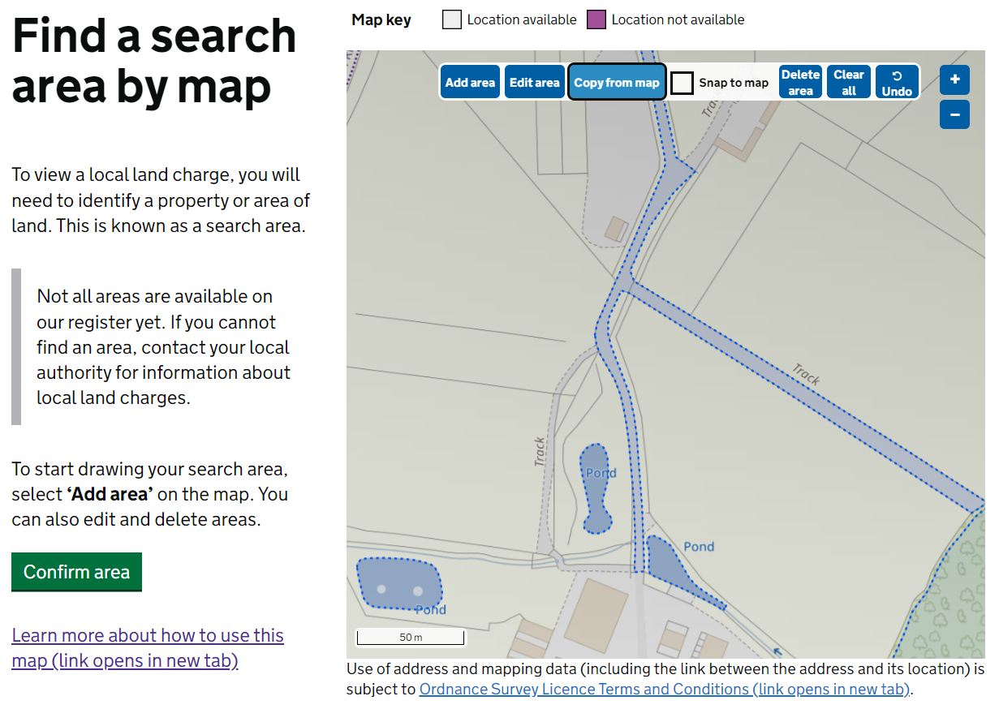 Find a search
area by map
To view a local land charge, you will
need to identify a property or area of
land. This is known as a search area.
Not all areas are available on
our register yet. If you cannot
find an area, contact your local
authority for information about
local land charges.
To start drawing your search area,
select ‘Add area’ on the map. You
can also edit and delete areas.
Confirm area
Learn more about how to use this
map (link opens in new tab)
Map key
Location available
Location not available
Add area
Edit area
Copy from map
Snap to map
Delete
area
Clear
all
Undo
+
−
Track
Track
Track
Pond
Pond
Pond
50 m
Use of address and mapping data (including the link between the address and its location) is
subject to Ordnance Survey Licence Terms and Conditions (link opens in new tab).